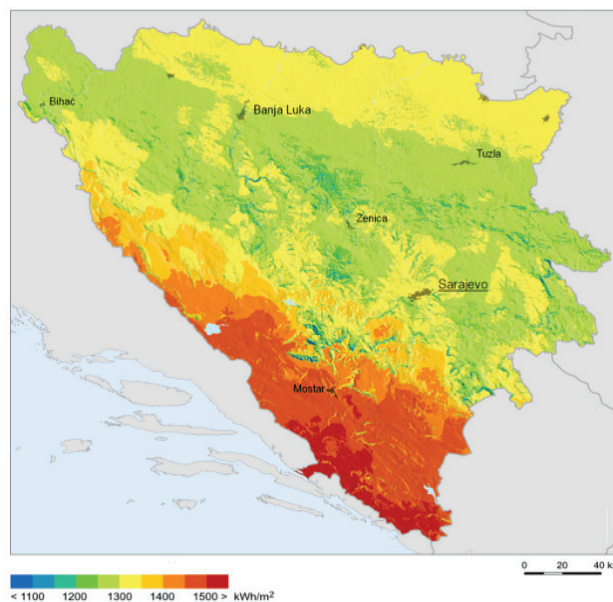 Bihać
Banja Luka
Tuzla
Zenica
Sarajevo
Mostar
0 20 40 k
< 1100 1200 1300 1400 1500 > kWh/m²